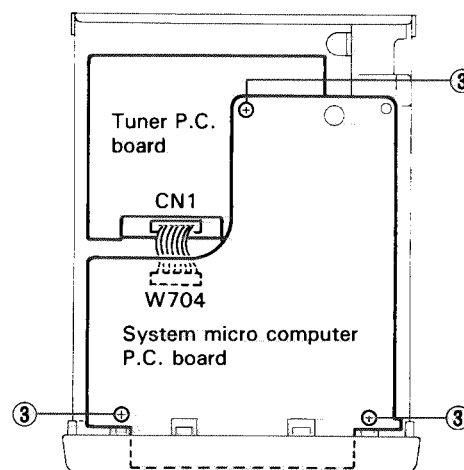 ③
Tuner P.C.
board
CN1
W704
System micro computer
P.C. board
③
③